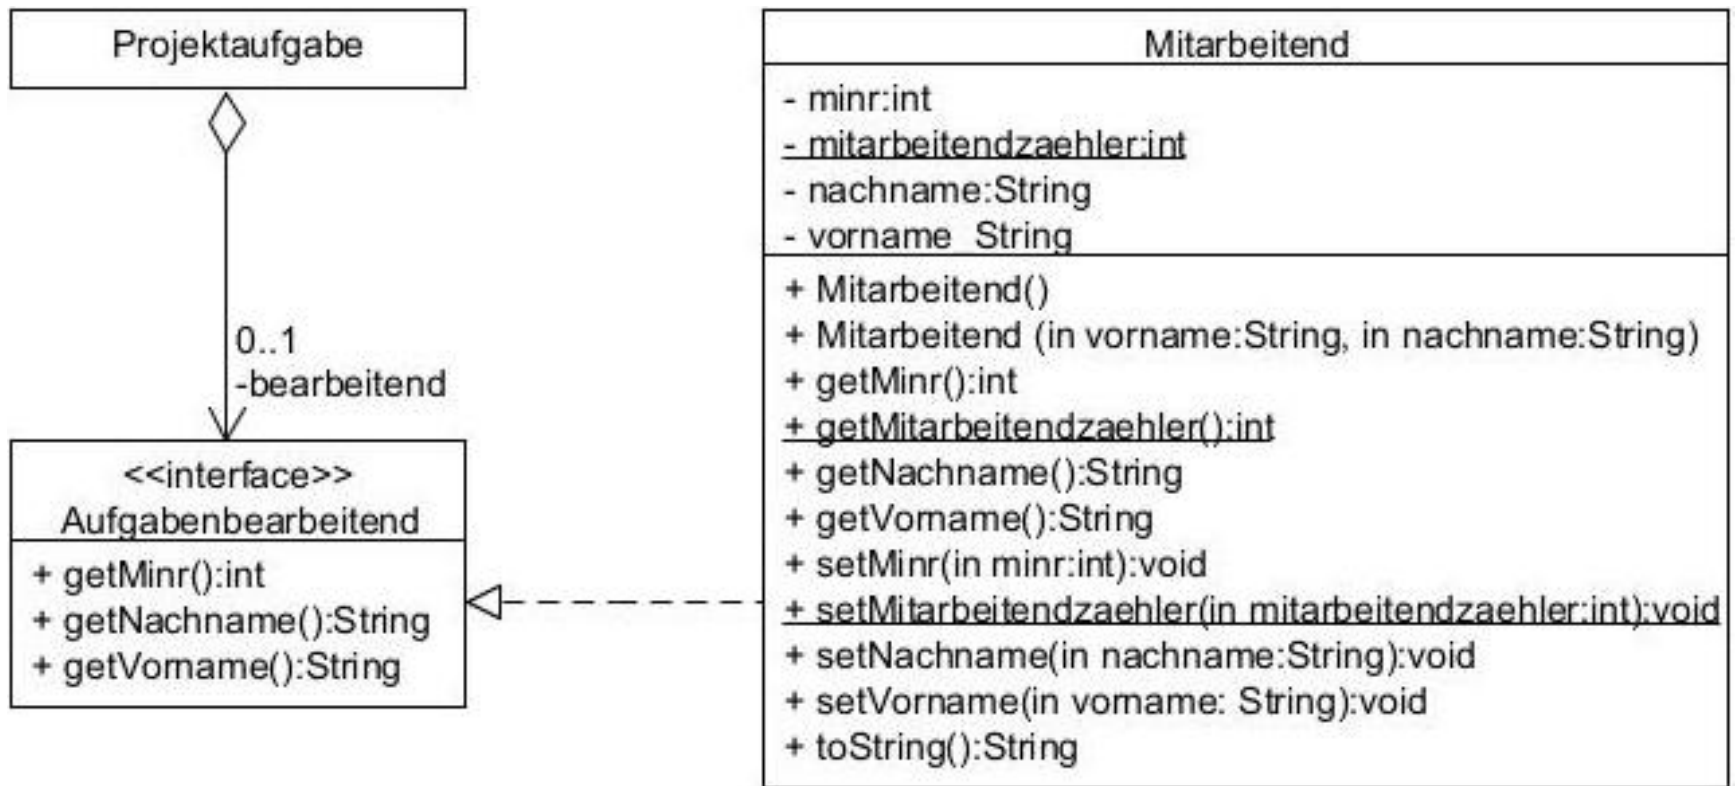 Projektaufgabe
0..1
-bearbeitend
<<interface>>
Aufgabenbearbeitend
+ getMinr():int
+ getNachname():String
+ getVorname():String
Mitarbeitend
- minr:int
- mitarbeitendzaehler:int
- nachname:String
- vorname String
+ Mitarbeitend()
+ Mitarbeitend (in vorname:String, in nachname:String)
+ getMinr():int
+ getMitarbeitendzaehler():int
+ getNachname():String
+ getVorname():String
+ setMinr(in minr:int):void
+ setMitarbeitendzaehler(in mitarbeitendzaehler:int):void
+ setNachname(in nachname:String):void
+ setVorname(in vorname: String):void
+ toString():String